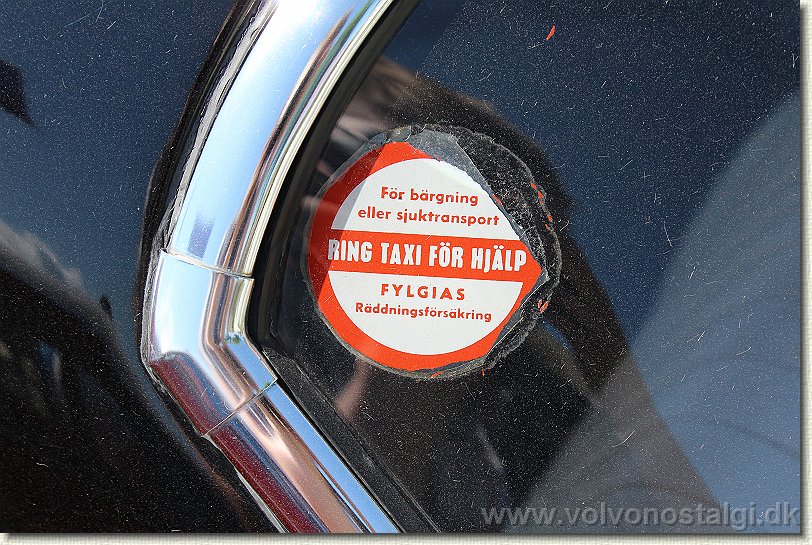 För bärgning
eller sjuktransport
RING TAXI FÖR HJÄLP
FYLGIAS
Räddningsförsäkring
www.volvonostalgi.dk